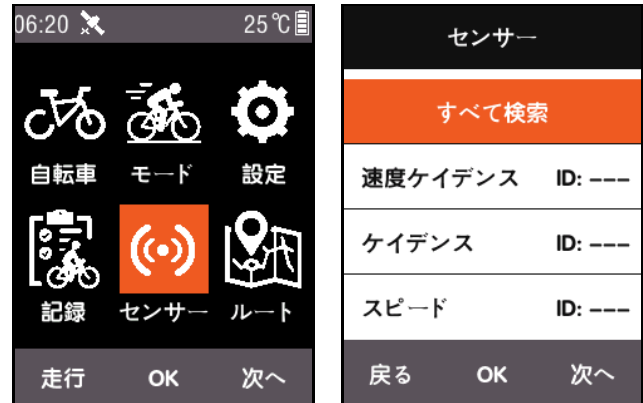 06:20 25℃
自転車 モード 設定
記録 センサー ルート
走行 OK 次へ
センサー
すべて検索
速度ケイデンス ID: ---
ケイデンス ID: ---
スピード ID: ---
戻る OK 次へ